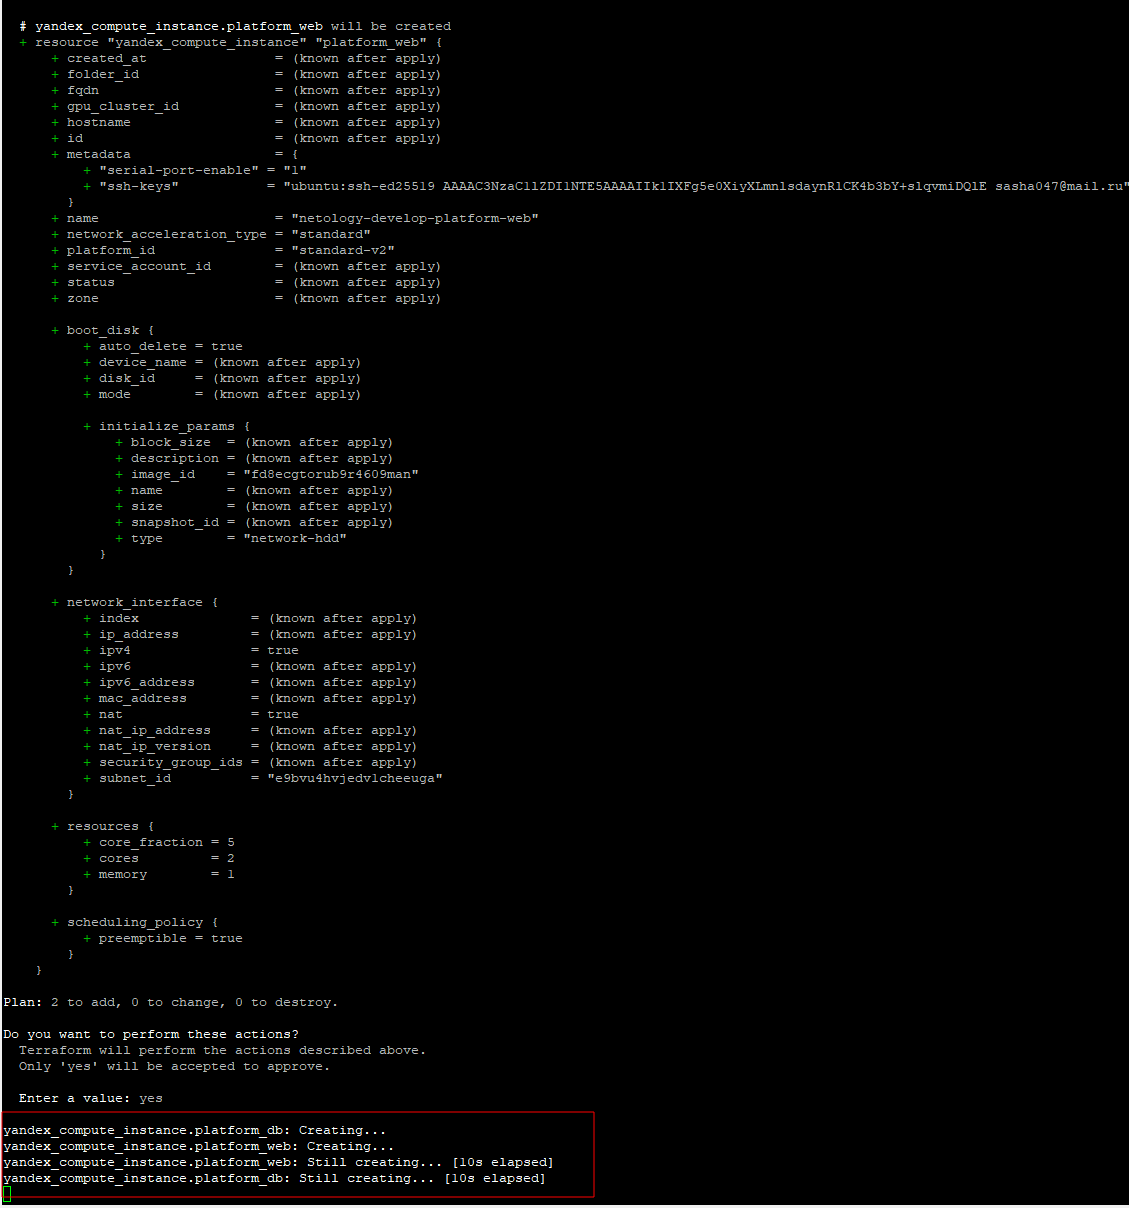 # yandex_compute_instance.platform_web will be created
+ resource "yandex_compute_instance" "platform_web" {
+ created_at = (known after apply)
+ folder_id = (known after apply)
+ fqdn = (known after apply)
+ gpu_cluster_id = (known after apply)
+ hostname = (known after apply)
+ id = (known after apply)
+ metadata = {
+ "serial-port-enable" = "1"
+ "ssh-keys" = "ubuntu:ssh-ed25519 AAAAC3NzaC1lZDI1NTE5AAAAIIk1IXFg5e0XiyXLmnlsdaynRlCK4b3bY+slqvmiDQlE sasha047@mail.ru"
}
+ name = "netology-develop-platform-web"
+ network_acceleration_type = "standard"
+ platform_id = "standard-v2"
+ service_account_id = (known after apply)
+ status = (known after apply)
+ zone = (known after apply)
+ boot_disk {
+ auto_delete = true
+ device_name = (known after apply)
+ disk_id = (known after apply)
+ mode = (known after apply)
+ initialize_params {
+ block_size = (known after apply)
+ description = (known after apply)
+ image_id = "fd8ecgtorub9r4609man"
+ name = (known after apply)
+ size = (known after apply)
+ snapshot_id = (known after apply)
+ type = "network-hdd"
}
}
+ network_interface {
+ index = (known after apply)
+ ip_address = (known after apply)
+ ipv4 = true
+ ipv6 = (known after apply)
+ ipv6_address = (known after apply)
+ mac_address = (known after apply)
+ nat = true
+ nat_ip_address = (known after apply)
+ nat_ip_version = (known after apply)
+ security_group_ids = (known after apply)
+ subnet_id = "e9bvu4hvjedv1cheeuga"
}
+ resources {
+ core_fraction = 5
+ cores = 2
+ memory = 1
}
+ scheduling_policy {
+ preemptible = true
}
}
Plan: 2 to add, 0 to change, 0 to destroy.
Do you want to perform these actions?
Terraform will perform the actions described above.
Only 'yes' will be accepted to approve.
Enter a value: yes
yandex_compute_instance.platform_db: Creating...
yandex_compute_instance.platform_web: Creating...
yandex_compute_instance.platform_web: Still creating... [10s elapsed]
yandex_compute_instance.platform_db: Still creating... [10s elapsed]